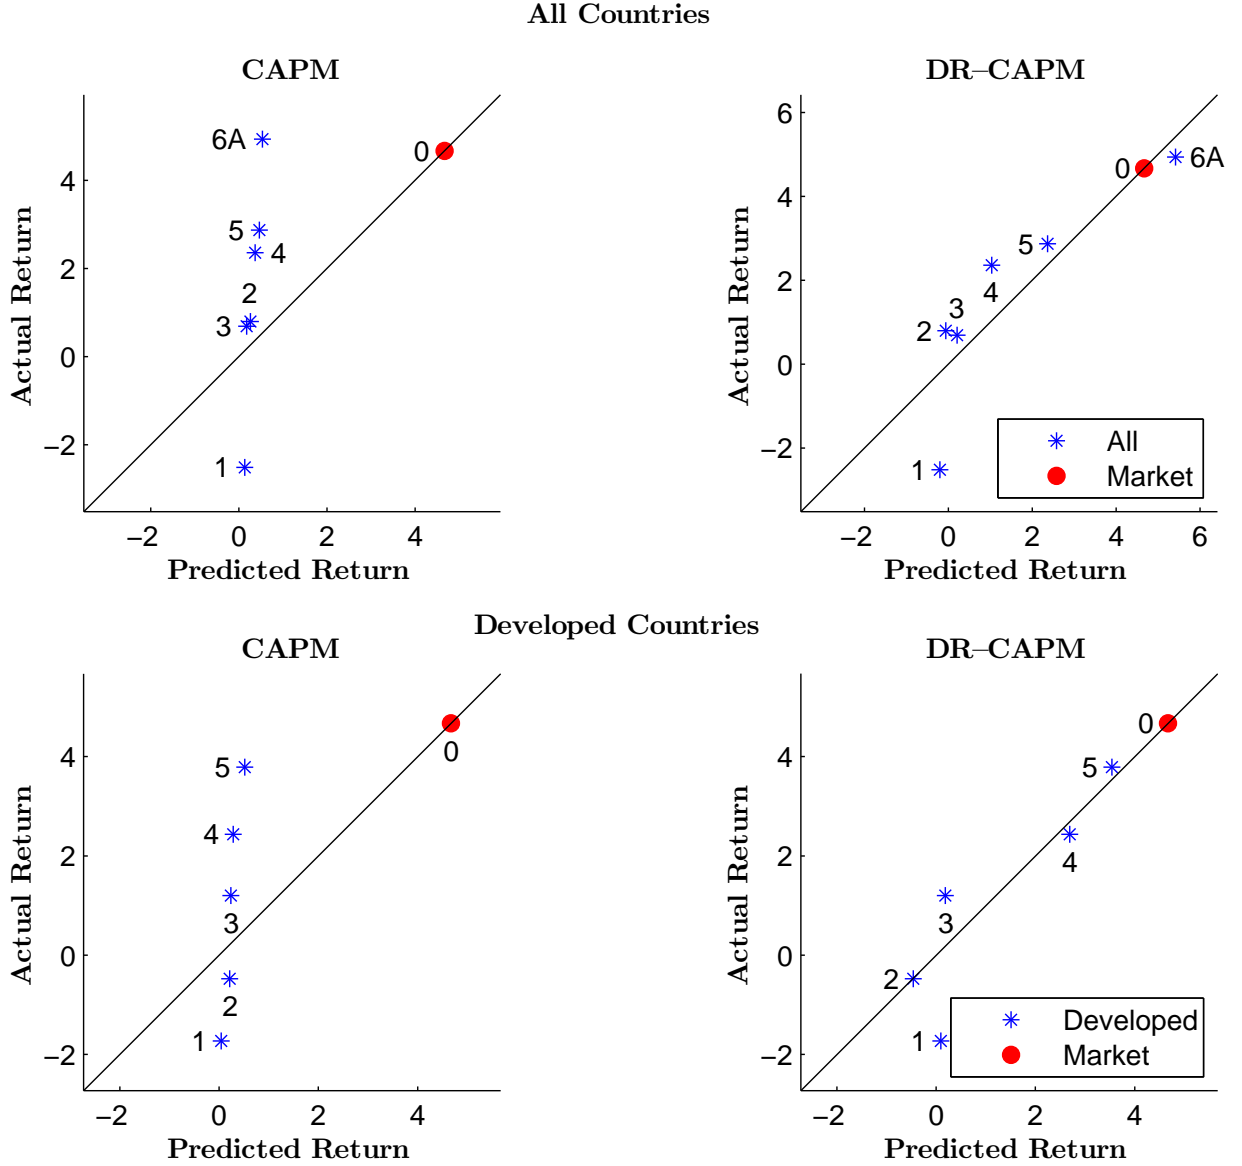 All Countries
CAPM
DR–CAPM
Actual Return
4
2
0
−2
6A
0
5
4
2
3
1
−2 0 2 4
Predicted Return
Actual Return
6
4
2
0
−2
0
6A
5
4
3
2
1
All
Market
−2 0 2 4 6
Predicted Return
Developed Countries
CAPM
DR–CAPM
Actual Return
4
2
0
−2
0
5
4
3
2
1
−2 0 2 4
Predicted Return
Actual Return
4
2
0
−2
0
5
4
3
2
1
Developed
Market
−2 0 2 4
Predicted Return